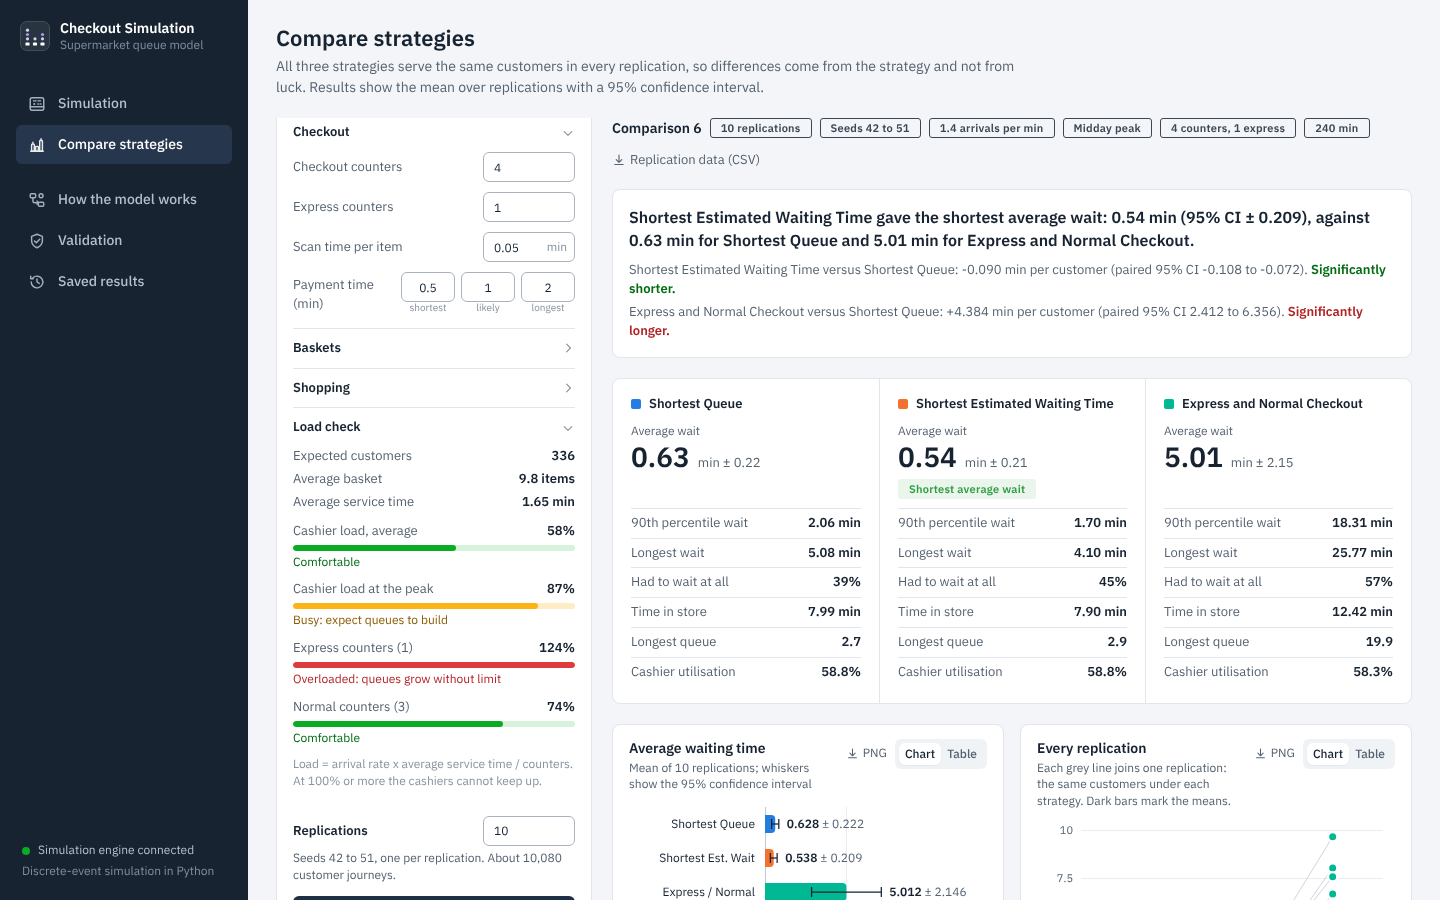 Checkout Simulation
Supermarket queue model
Simulation
Compare strategies
How the model works
Validation
Saved results
Simulation engine connected
Discrete-event simulation in Python
Compare strategies
All three strategies serve the same customers in every replication, so differences come from the strategy and not from
luck. Results show the mean over replications with a 95% confidence interval.
Checkout
Checkout counters 4
Express counters 1
Scan time per item 0.05 min
Payment time (min) 0.5 1 2
shortest likely longest
Baskets
Shopping
Load check
Expected customers 336
Average basket 9.8 items
Average service time 1.65 min
Cashier load, average 58%
Comfortable
Cashier load at the peak 87%
Busy: expect queues to build
Express counters (1) 124%
Overloaded: queues grow without limit
Normal counters (3) 74%
Comfortable
Load = arrival rate x average service time / counters.
At 100% or more the cashiers cannot keep up.
Replications 10
Seeds 42 to 51, one per replication. About 10,080
customer journeys.
Comparison 6 10 replications Seeds 42 to 51 1.4 arrivals per min Midday peak 4 counters, 1 express 240 min
Replication data (CSV)
Shortest Estimated Waiting Time gave the shortest average wait: 0.54 min (95% CI ± 0.209), against
0.63 min for Shortest Queue and 5.01 min for Express and Normal Checkout.
Shortest Estimated Waiting Time versus Shortest Queue: -0.090 min per customer (paired 95% CI -0.108 to -0.072). Significantly
shorter.
Express and Normal Checkout versus Shortest Queue: +4.384 min per customer (paired 95% CI 2.412 to 6.356). Significantly
longer.
Shortest Queue
Average wait
0.63 min ± 0.22
90th percentile wait 2.06 min
Longest wait 5.08 min
Had to wait at all 39%
Time in store 7.99 min
Longest queue 2.7
Cashier utilisation 58.8%
Shortest Estimated Waiting Time
Average wait
0.54 min ± 0.21
Shortest average wait
90th percentile wait 1.70 min
Longest wait 4.10 min
Had to wait at all 45%
Time in store 7.90 min
Longest queue 2.9
Cashier utilisation 58.8%
Express and Normal Checkout
Average wait
5.01 min ± 2.15
90th percentile wait 18.31 min
Longest wait 25.77 min
Had to wait at all 57%
Time in store 12.42 min
Longest queue 19.9
Cashier utilisation 58.3%
Average waiting time
Mean of 10 replications; whiskers
show the 95% confidence interval
PNG Chart Table
Shortest Queue 0.628 ± 0.222
Shortest Est. Wait 0.538 ± 0.209
Express / Normal 5.012 ± 2.146
Every replication
Each grey line joins one replication:
the same customers under each
strategy. Dark bars mark the means.
PNG Chart Table
10
7.5